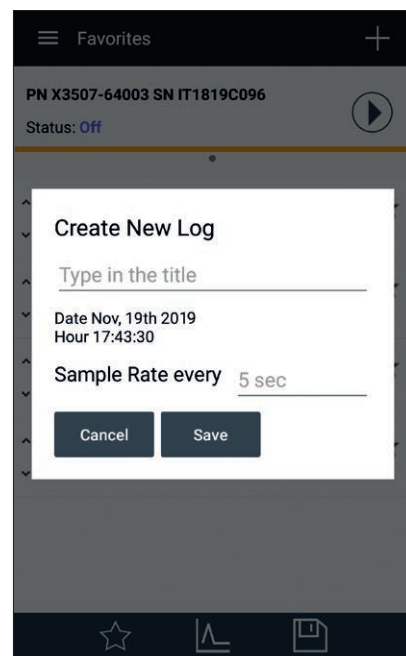 Favorites
PN X3507-64003 SN IT1819C096
Status: Off
Create New Log
Type in the title
Date Nov, 19th 2019
Hour 17:43:30
Sample Rate every 5 sec
Cancel Save